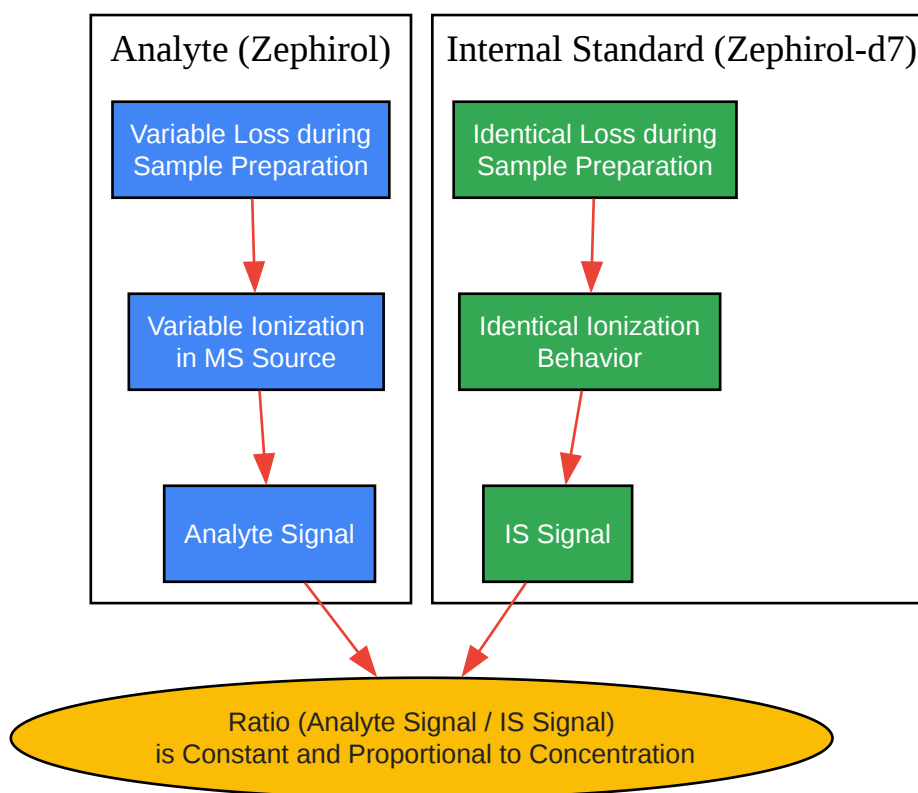 Analyte (Zephirol)
Variable Loss during
Sample Preparation
Variable Ionization
in MS Source
Analyte Signal
Internal Standard (Zephirol-d7)
Identical Loss during
Sample Preparation
Identical Ionization
Behavior
IS Signal
Ratio (Analyte Signal / IS Signal)
is Constant and Proportional to Concentration